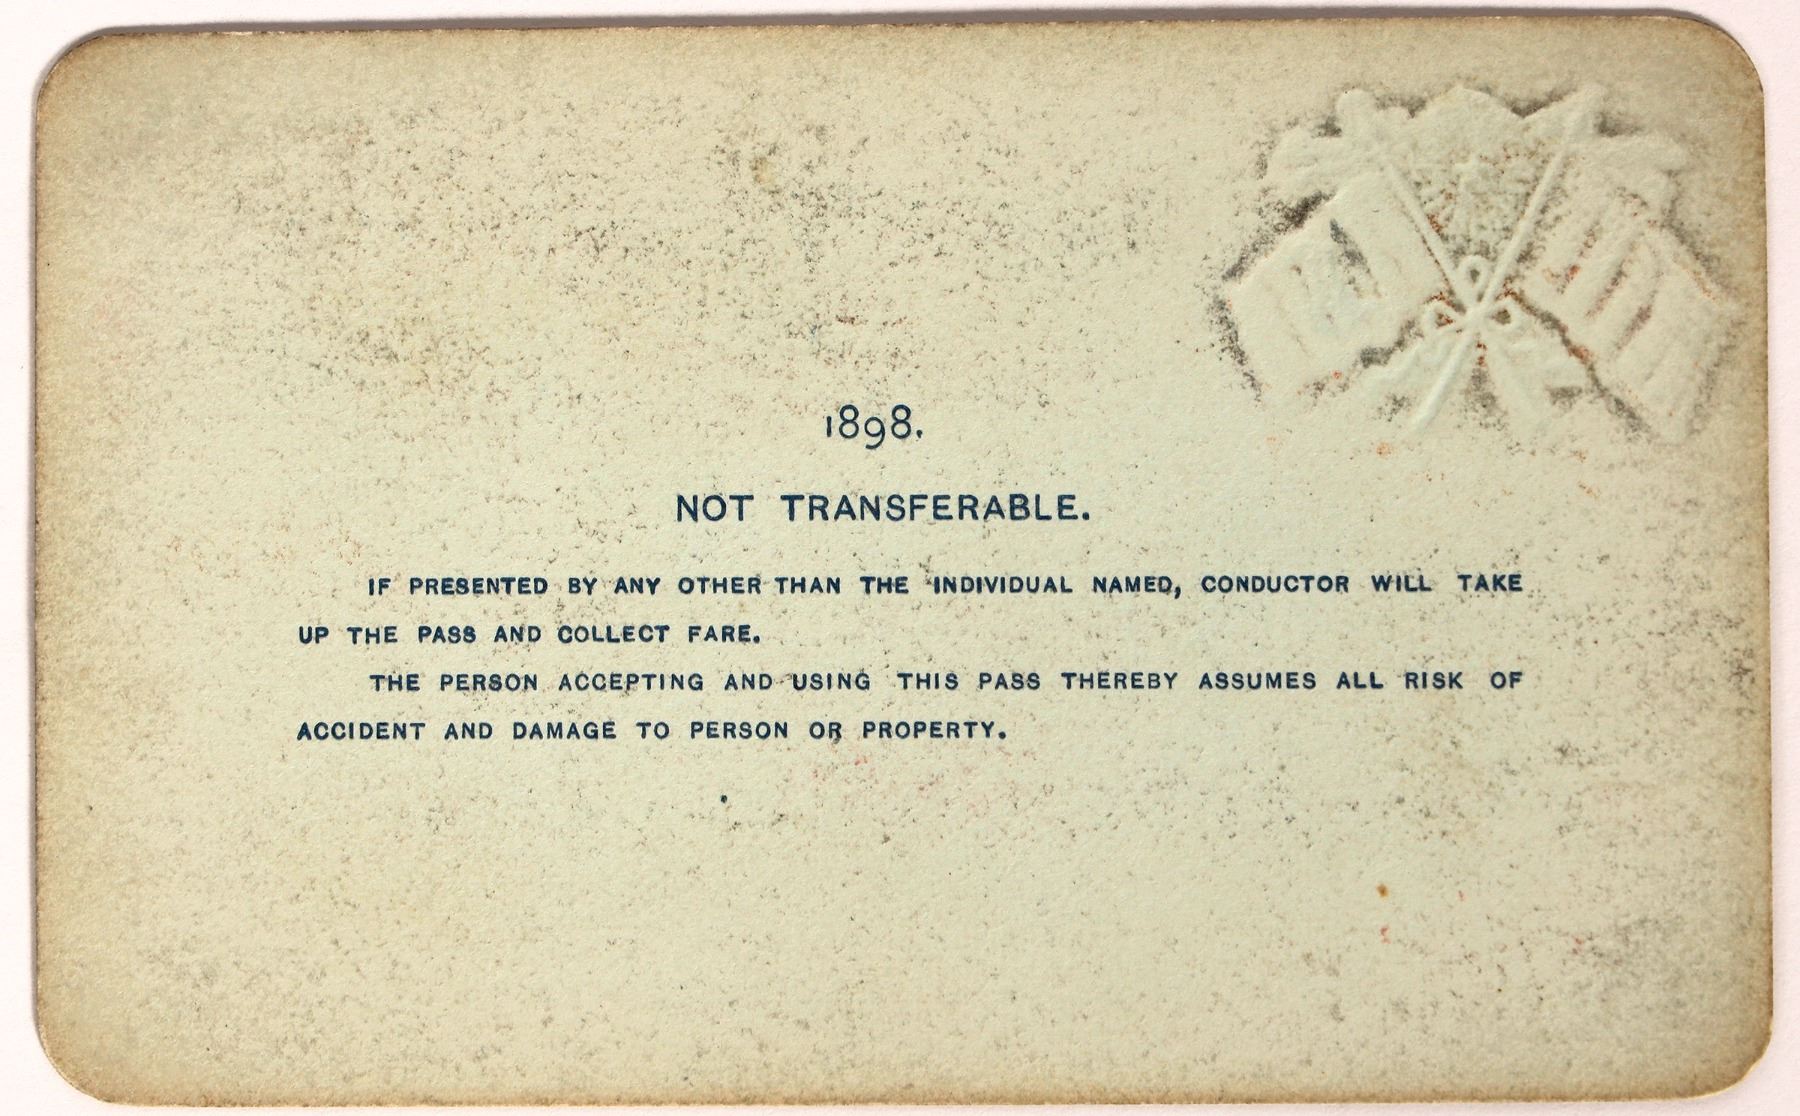 1898.
NOT TRANSFERABLE.
IF PRESENTED BY ANY OTHER THAN THE INDIVIDUAL NAMED, CONDUCTOR WILL TAKE
UP THE PASS AND COLLECT FARE.
THE PERSON ACCEPTING AND USING THIS PASS THEREBY ASSUMES ALL RISK OF
ACCIDENT AND DAMAGE TO PERSON OR PROPERTY.